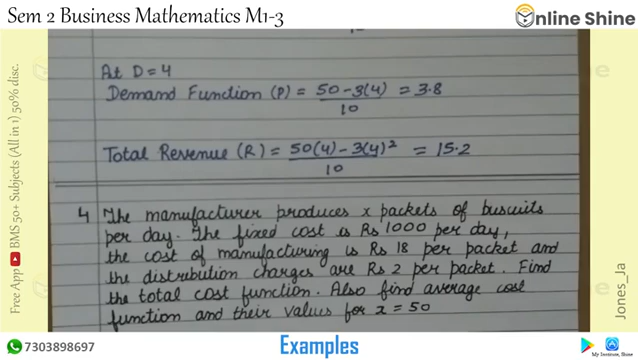 Sem 2 Business Mathematics M1-3
Online Shine
At D=4
Demand Function (P) = 50-3(4) = 3.8
10
Total Revenue (R) = 50(4)-3(4)² = 15.2
10
4 The manufacturer produces x packets of buscuits
per day. The fixed cost is Rs 1000 per day,
the cost of manufacturing is Rs 18 per packet and
the distribution charges are Rs 2 per packet. Find
the total cost function. Also find average cost
function and their values for x = 50
Free App BMS 50+ Subjects (All in 1) 50% disc.
Jones_Ja
7303898697
Examples
My Institute, Shine